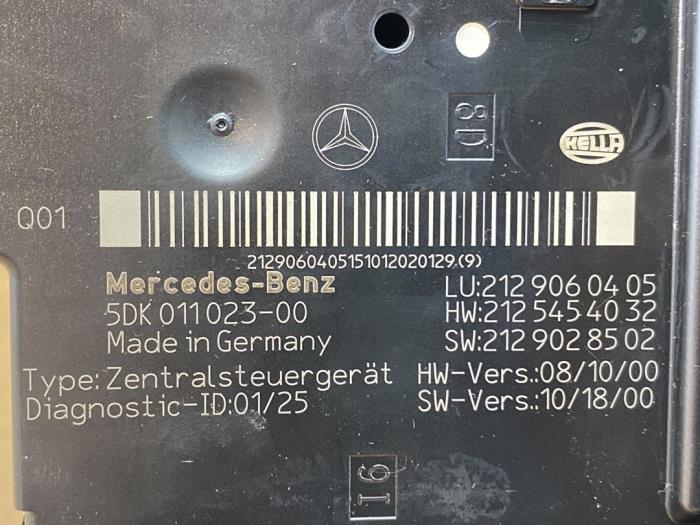 d8
HELLA
Q01
2129060405151012020129(9)
Mercedes-Benz
LU:212 906 04 05
5DK 011 023-00
HW:212 545 40 32
Made in Germany
SW:212 902 85 02
Type:Zentralsteuergerät
HW-Vers.:08/10/00
Diagnostic-ID:01/25
SW-Vers.:10/18/00
I6